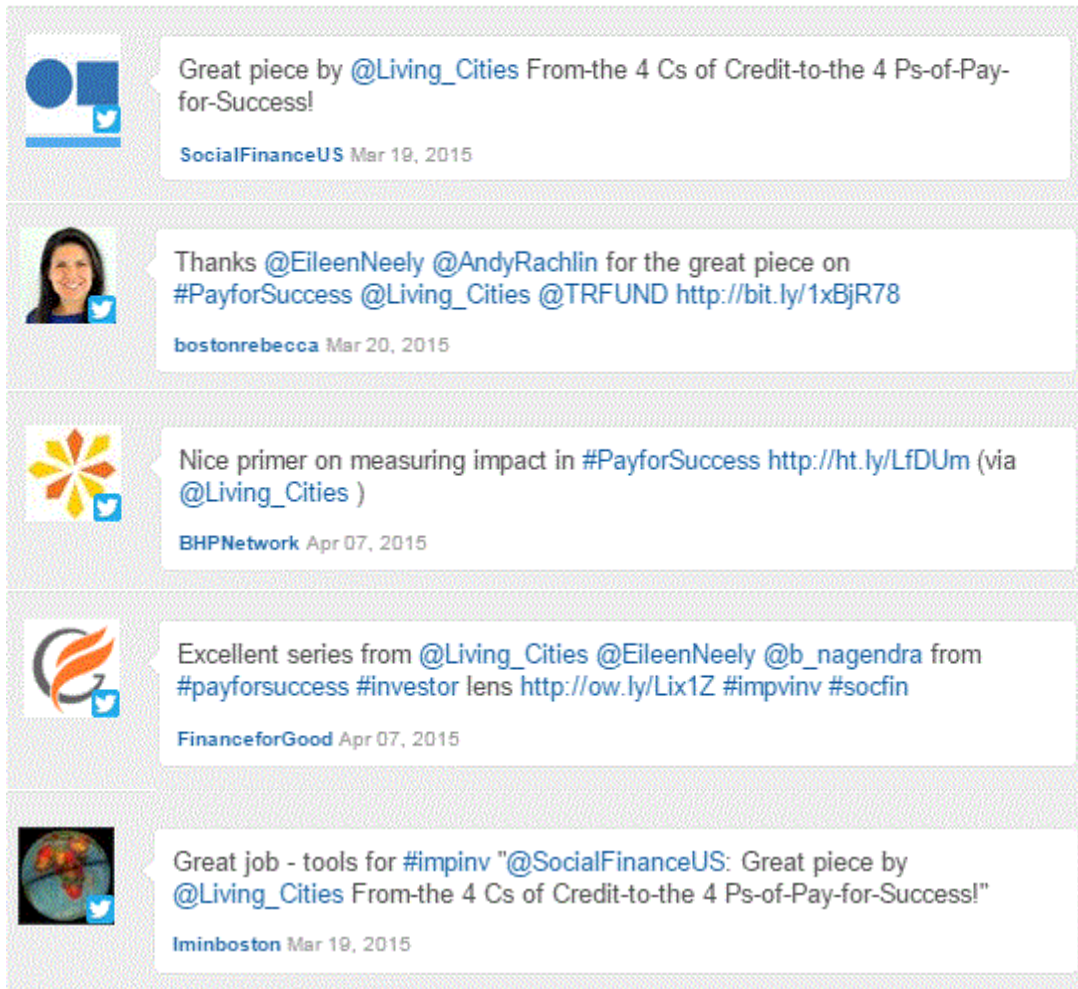 Great piece by @Living_Cities From-the 4 Cs of Credit-to-the 4 Ps-of-Pay-
for-Success!
SocialFinanceUS Mar 19, 2015
Thanks @EileenNeely @AndyRachlin for the great piece on
#PayforSuccess @Living_Cities @TRFUND http://bit.ly/1xBjR78
bostonrebecca Mar 20, 2015
Nice primer on measuring impact in #PayforSuccess http://ht.ly/LfDUm (via
@Living_Cities )
BHPNetwork Apr 07, 2015
Excellent series from @Living_Cities @EileenNeely @b_nagendra from
#payforsuccess #investor lens http://ow.ly/Lix1Z #impvinv #socfin
FinanceforGood Apr 07, 2015
Great job - tools for #impinv "@SocialFinanceUS: Great piece by
@Living_Cities From-the 4 Cs of Credit-to-the 4 Ps-of-Pay-for-Success!"
Iminboston Mar 19, 2015